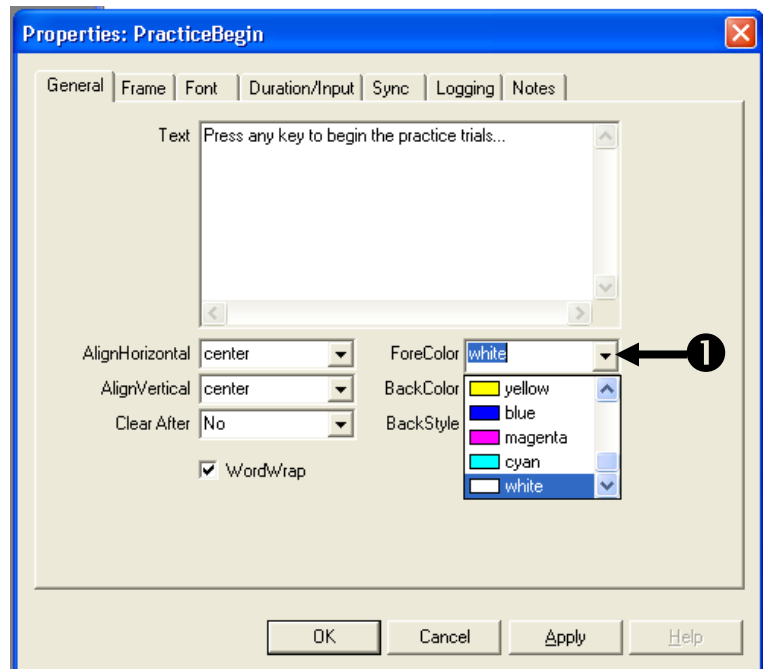 Properties: PracticeBegin
General Frame Font Duration/Input Sync Logging Notes
Text Press any key to begin the practice trials...
AlignHorizontal center ForeColor white 1
AlignVertical center BackColor yellow
blue
Clear After No BackStyle
magenta
cyan
WordWrap white
OK Cancel Apply Help